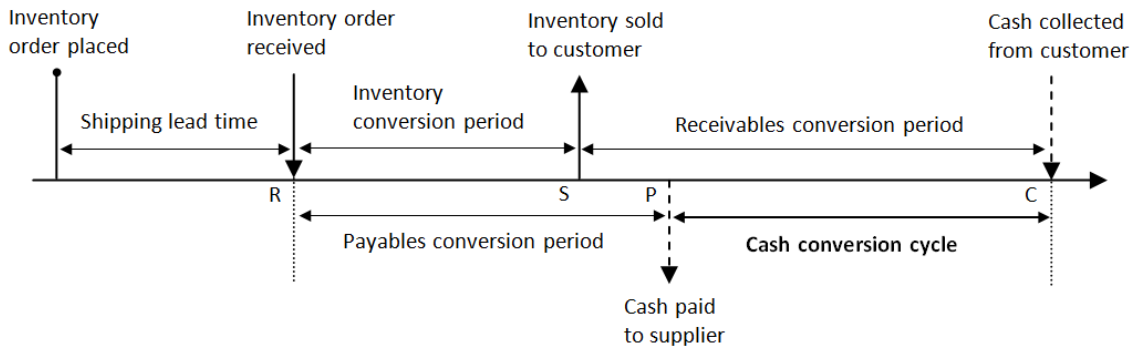 Inventory
order placed
Inventory order
received
Inventory sold
to customer
Cash collected
from customer
Shipping lead time
Inventory
conversion period
Receivables conversion period
R
S
P
C
Payables conversion period
Cash conversion cycle
Cash paid
to supplier